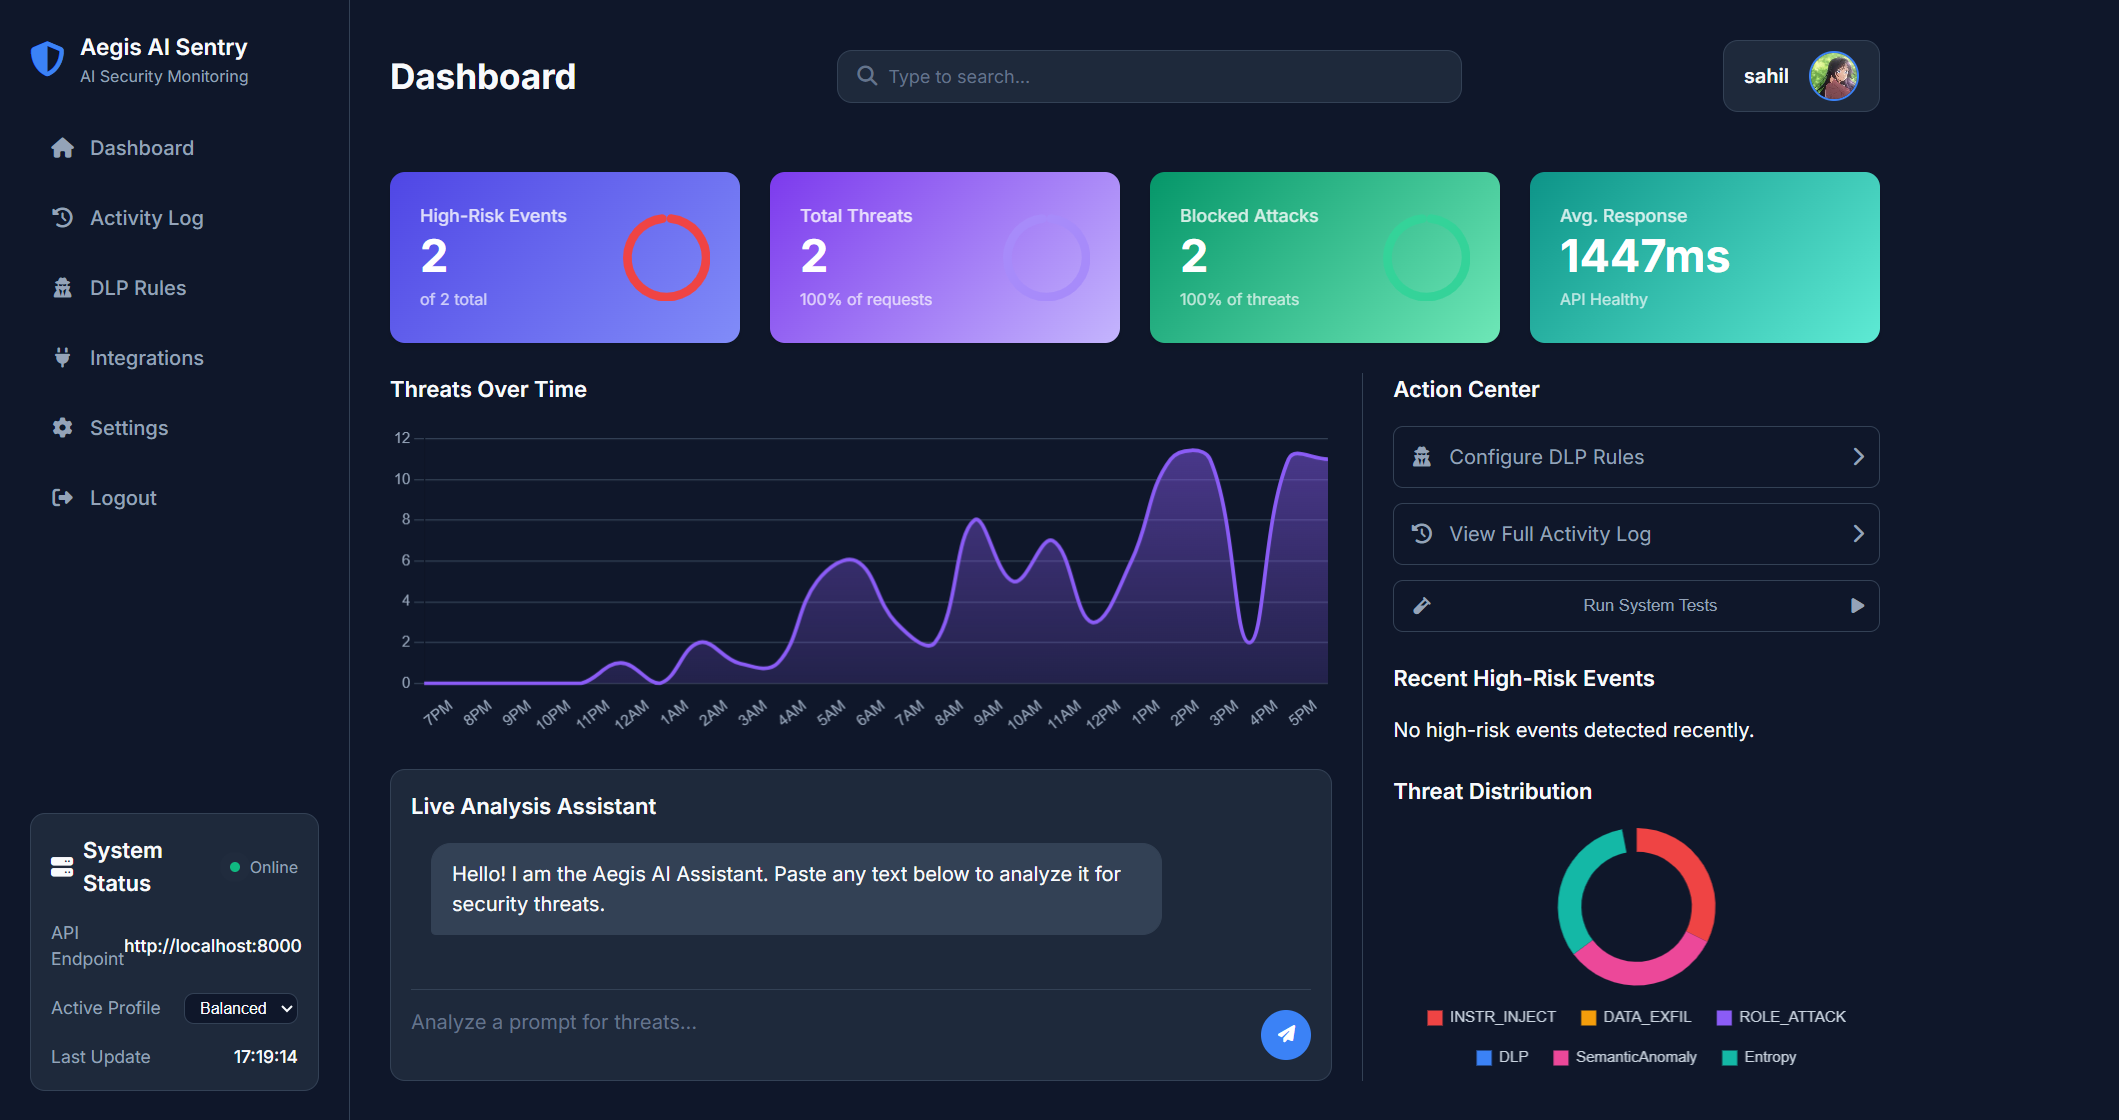 Aegis AI Sentry
AI Security Monitoring
Dashboard
Activity Log
DLP Rules
Integrations
Settings
Logout
System
Status
Online
API
Endpoint
http://localhost:8000
Active Profile
Balanced
Last Update
17:19:14
Dashboard
Type to search...
sahil
High-Risk Events
2
of 2 total
Total Threats
2
100% of requests
Blocked Attacks
2
100% of threats
Avg. Response
1447ms
API Healthy
Threats Over Time
12
10
8
6
4
2
0
7PM
8PM
9PM
10PM
11PM
12AM
1AM
2AM
3AM
4AM
5AM
6AM
7AM
8AM
9AM
10AM
11AM
12PM
1PM
2PM
3PM
4PM
5PM
Live Analysis Assistant
Hello! I am the Aegis AI Assistant. Paste any text below to analyze it for
security threats.
Analyze a prompt for threats...
Action Center
Configure DLP Rules
View Full Activity Log
Run System Tests
Recent High-Risk Events
No high-risk events detected recently.
Threat Distribution
INSTR_INJECT
DATA_EXFIL
ROLE_ATTACK
DLP
SemanticAnomaly
Entropy